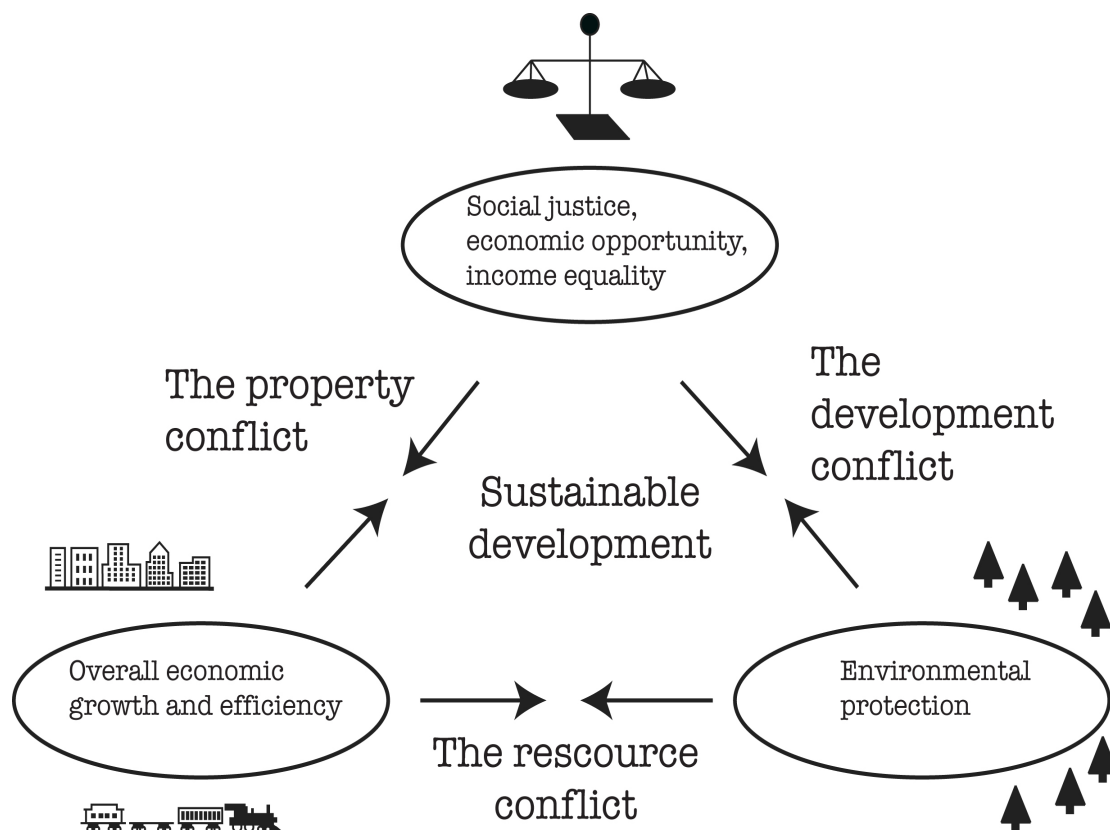 Social justice,
economic opportunity,
income equality
The property
conflict
The
development
conflict
Sustainable
development
Overall economic
growth and efficiency
Environmental
protection
The rescource
conflict